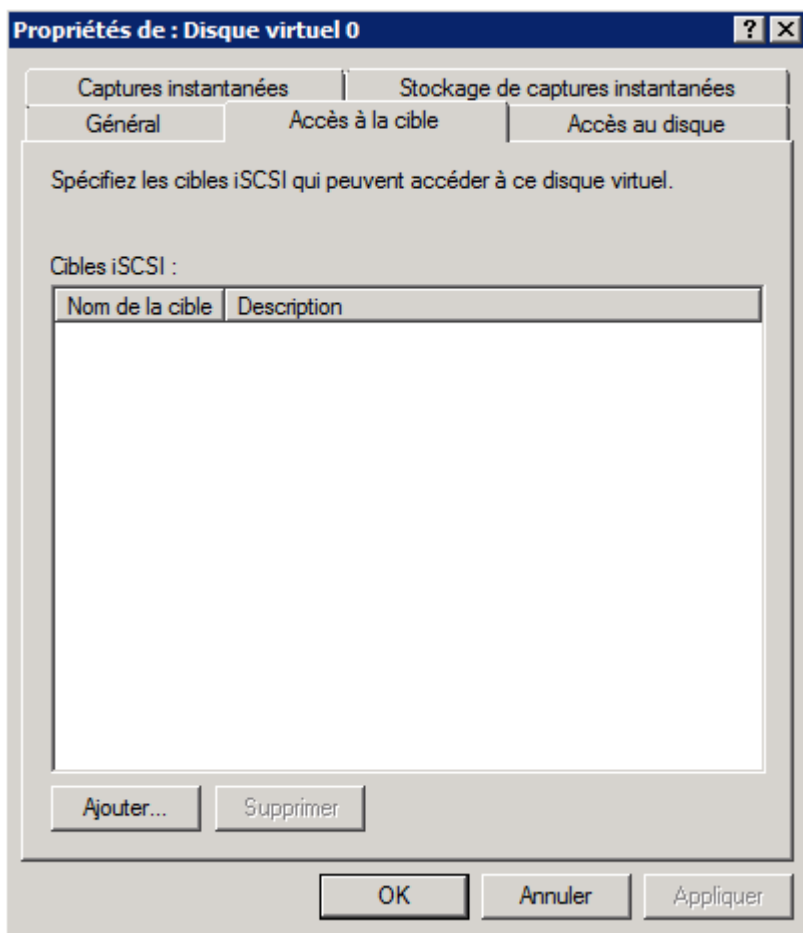 Propriétés de : Disque virtuel 0
Captures instantanées
Stockage de captures instantanées
Général
Accès à la cible
Accès au disque
Spécifiez les cibles iSCSI qui peuvent accéder à ce disque virtuel.
Cibles iSCSI :
Nom de la cible
Description
Ajouter...
Supprimer
OK
Annuler
Appliquer